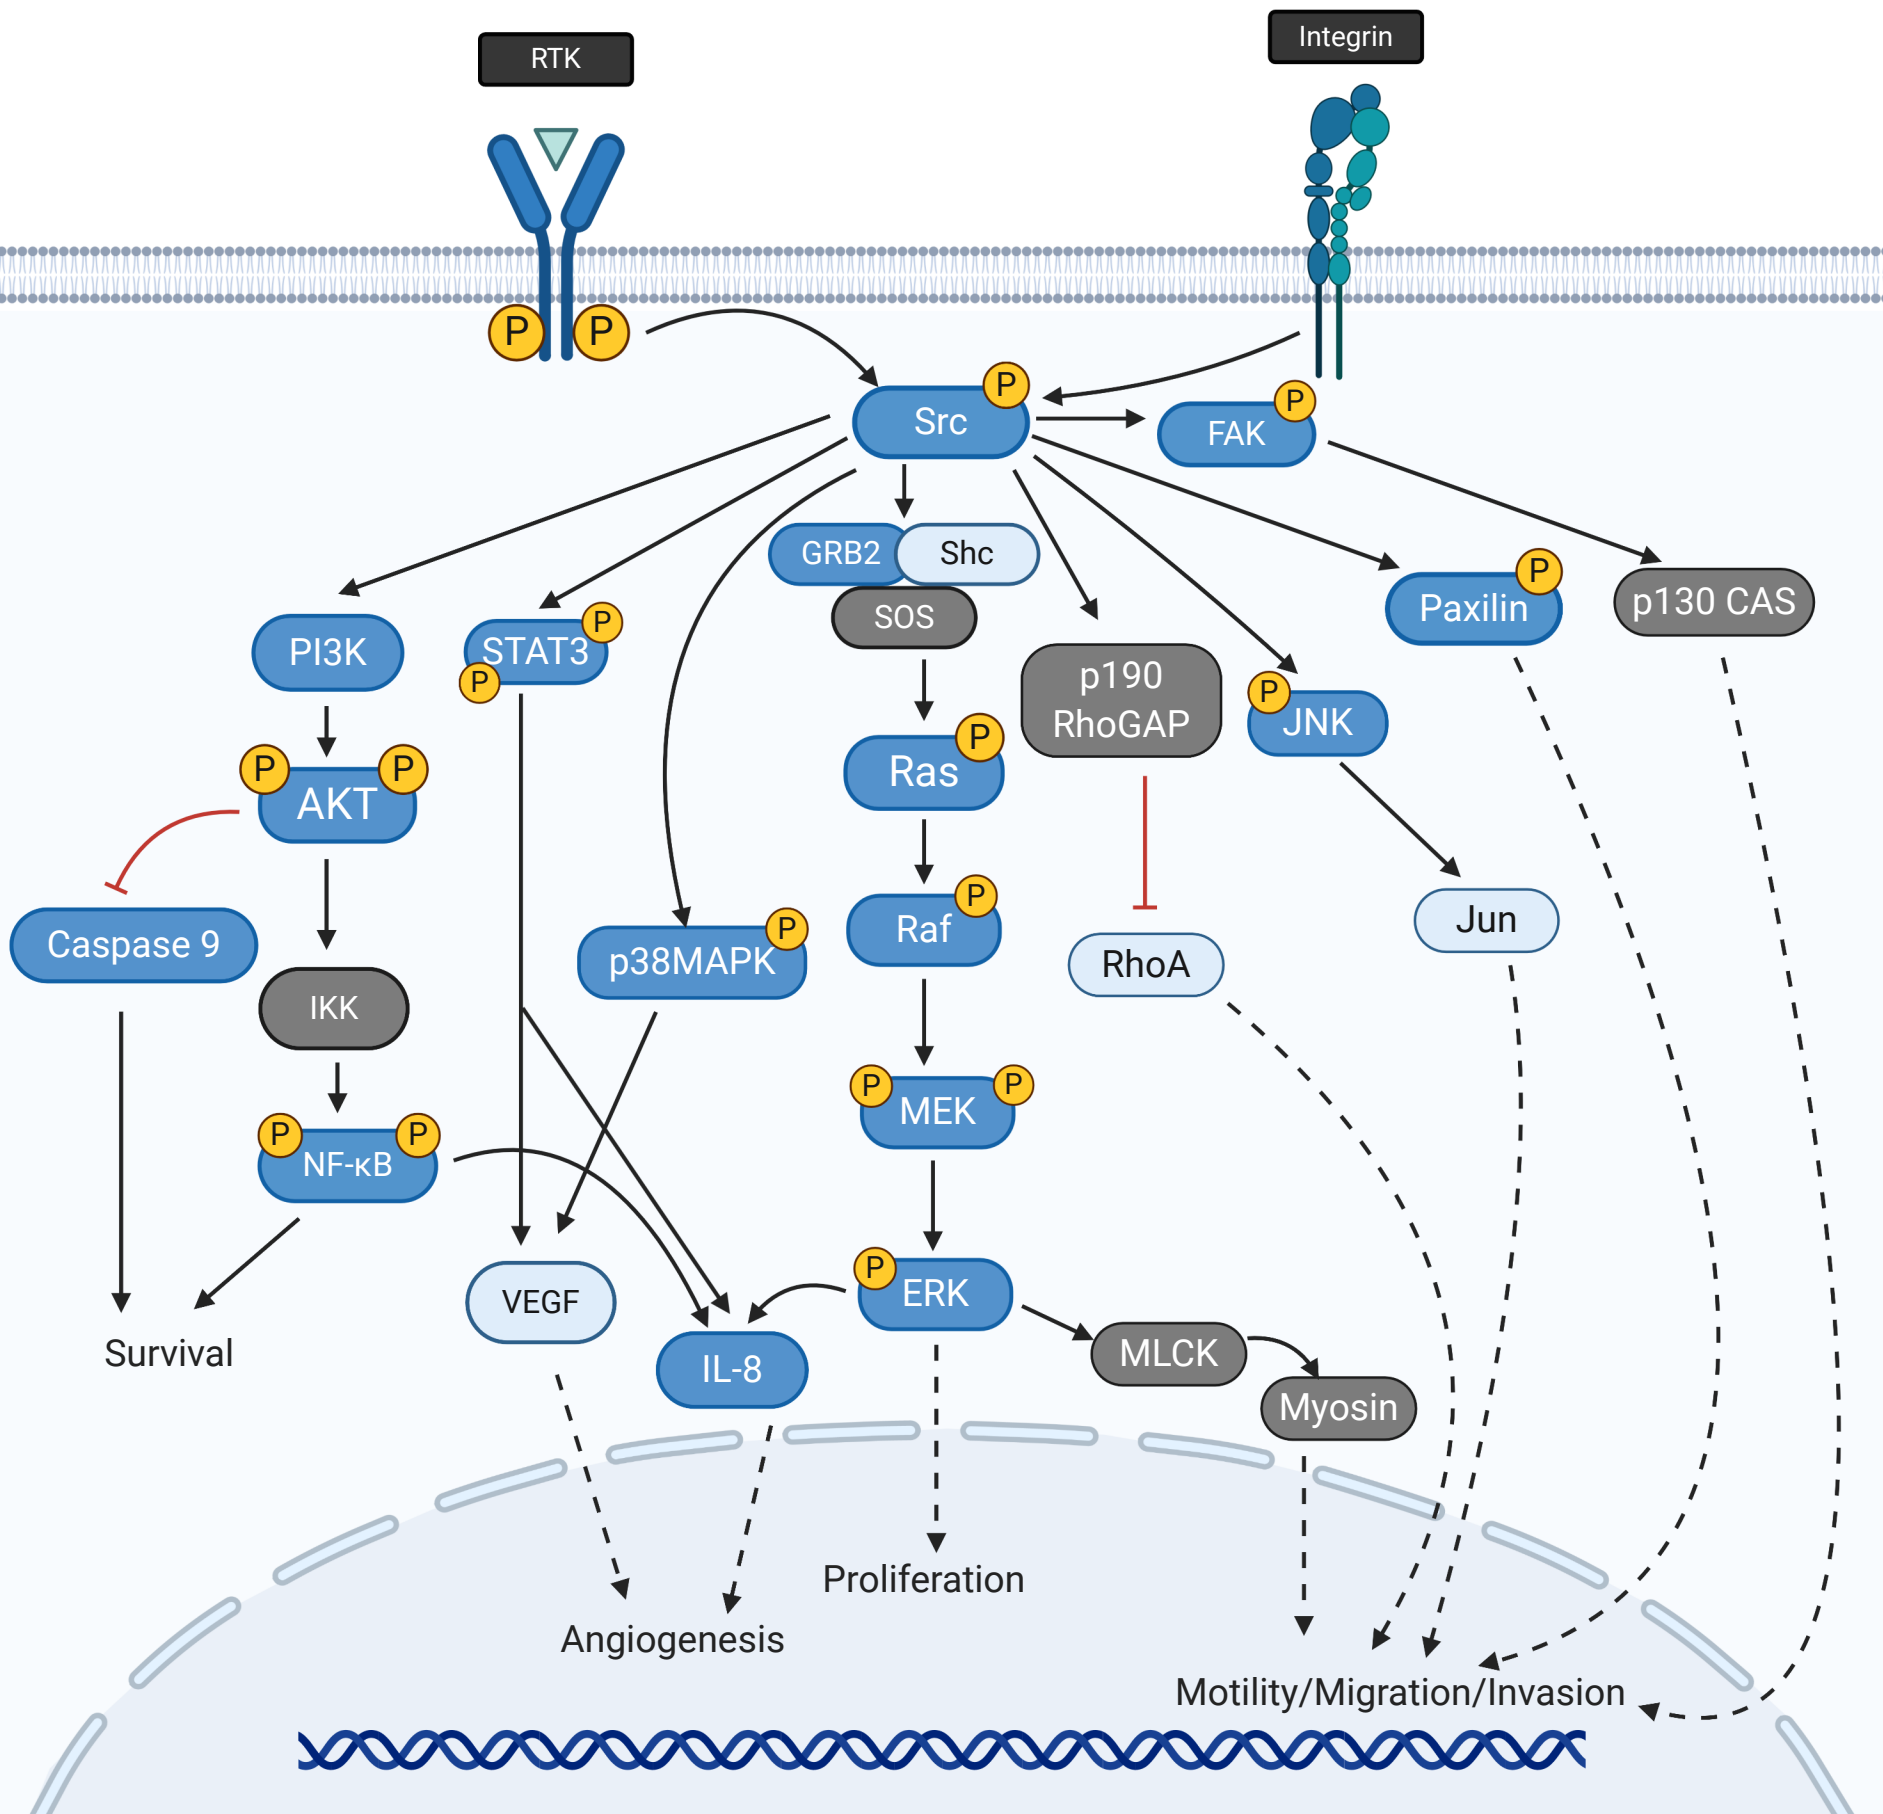 RTK
Integrin
P
P
P
Src
P
FAK
GRB2
Shc
SOS
P
Paxilin
p130 CAS
PI3K
P
STAT3
P
p190
RhoGAP
P
JNK
P
Ras
P
P
AKT
P
Raf
Jun
Caspase 9
P
p38MAPK
RhoA
IKK
P
P
MEK
P
P
NF-κB
P
ERK
VEGF
Survival
IL-8
MLCK
Myosin
Proliferation
Angiogenesis
Motility/Migration/Invasion